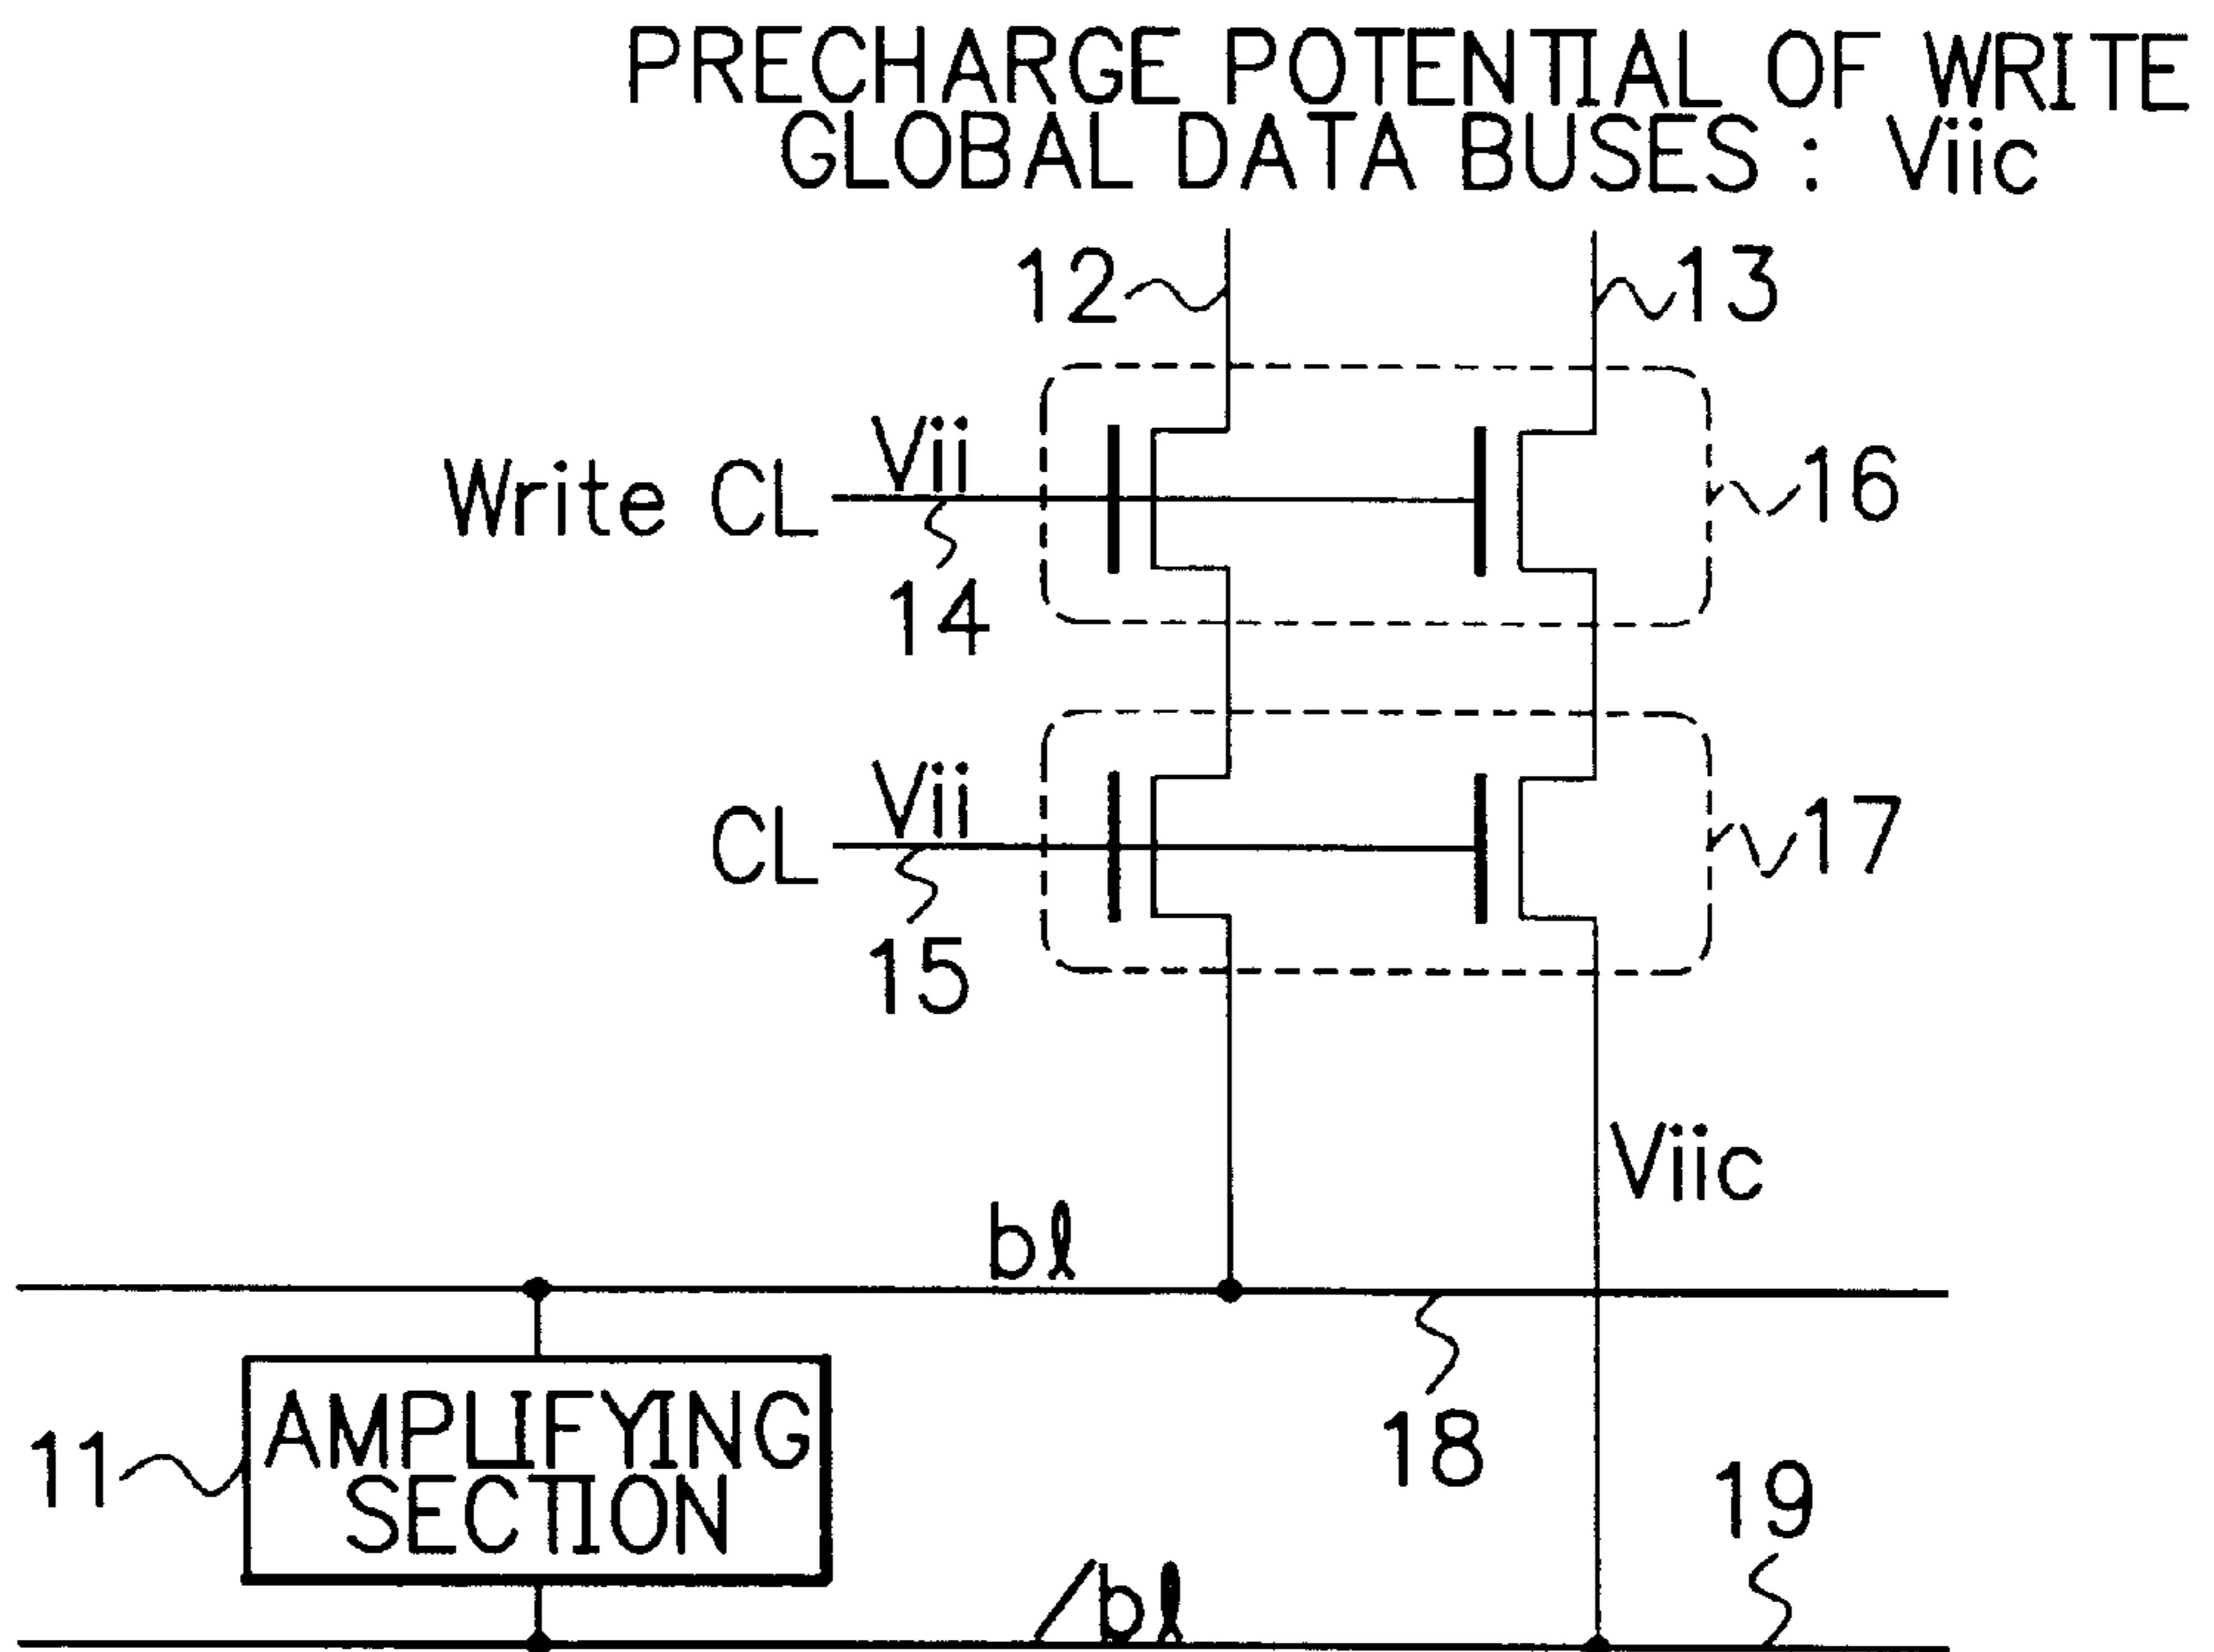 PRECHARGE POTENTIAL OF WRITE
GLOBAL DATA BUSES : Viic
12
13
Vii
Write CL
16
14
Vii
CL
17
15
Viic
bℓ
18
AMPLIFYING
SECTION
11
19
/bℓ